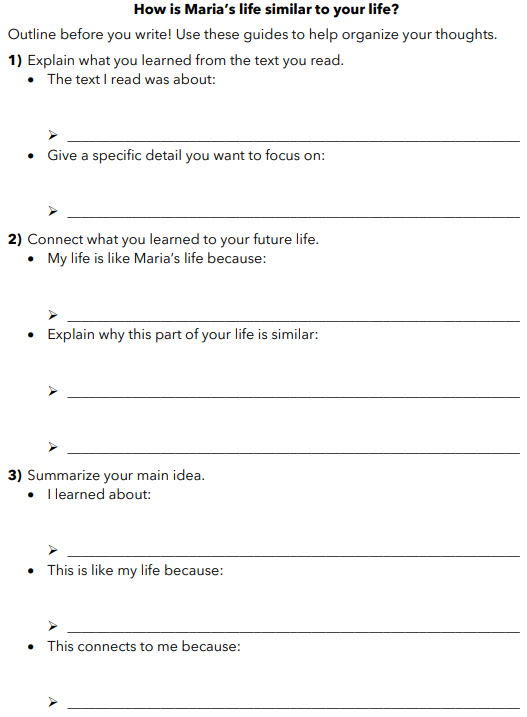 How is Maria’s life similar to your life?
Outline before you write! Use these guides to help organize your thoughts.
1) Explain what you learned from the text you read.
• The text I read was about:
➢ ____________________
• Give a specific detail you want to focus on:
➢ ____________________
2) Connect what you learned to your future life.
• My life is like Maria’s life because:
➢ ____________________
• Explain why this part of your life is similar:
➢ ____________________
➢ ____________________
3) Summarize your main idea.
• I learned about:
➢ ____________________
• This is like my life because:
➢ ____________________
• This connects to me because:
➢ ____________________